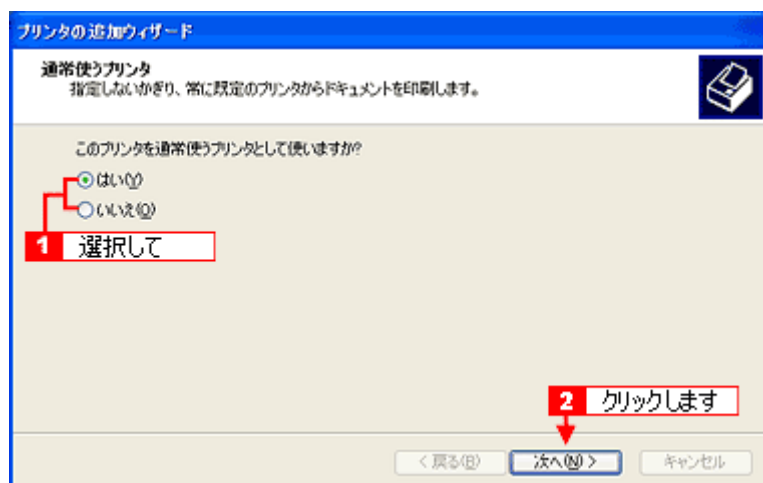 プリンタの追加ウィザード
通常使うプリンタ
指定しないかぎり、常に既定のプリンタからドキュメントを印刷します。
このプリンタを通常使うプリンタとして使いますか?
はい(Y)
いいえ(O)
1 選択して
2 クリックします
< 戻る(B)
次へ(N) >
キャンセル